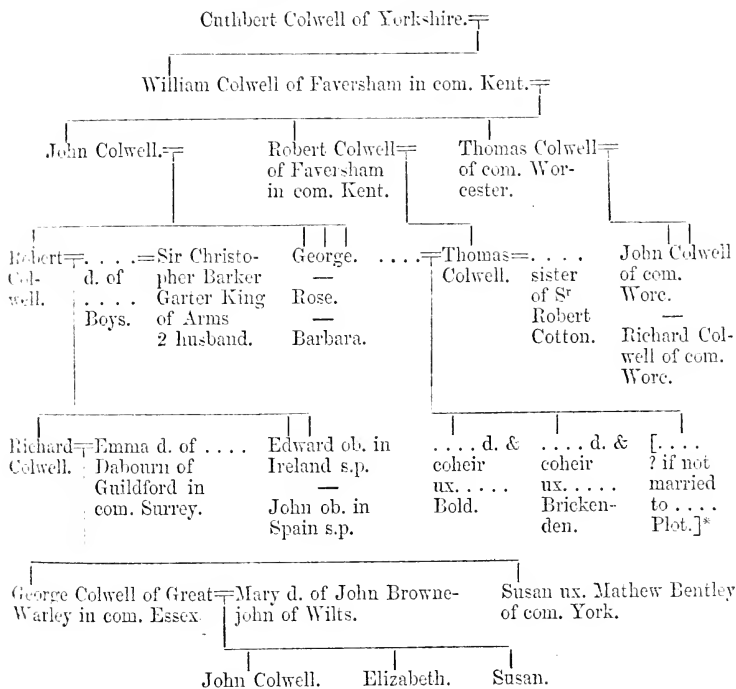 Cuthbert Colwell of Yorkshire.
William Colwell of Faversham in com. Kent.
John Colwell.
Robert Colwell
of Faversham
in com. Kent.
Thomas Colwell
of com. Wor-
cester.
Robert
Col-
well.
. . . .
d. of
. . . .
Boys.
Sir Christo-
pher Barker
Garter King
of Arms
2 husband.
George.
—
Rose.
—
Barbara.
. . . .
Thomas
Colwell.
. . . .
sister
of Sʳ
Robert
Cotton.
John Colwell
of com.
Worc.
—
Richard Col-
well of com.
Worc.
Richard
Colwell.
Emma d. of . . . .
Dabourn of
Guildford in
com. Surrey.
Edward ob. in
Ireland s.p.
—
John ob. in
Spain s.p.
. . . . d. &
coheir
ux. . . . .
Bold.
. . . . d. &
coheir
ux. . . . .
Bricken-
den.
[. . . .
? if not
married
to . . . .
Plot.]*
George Colwell of Great
Warley in com. Essex.
Mary d. of John Browne-
john of Wilts.
Susan ux. Mathew Bentley
of com. York.
John Colwell.
Elizabeth.
Susan.